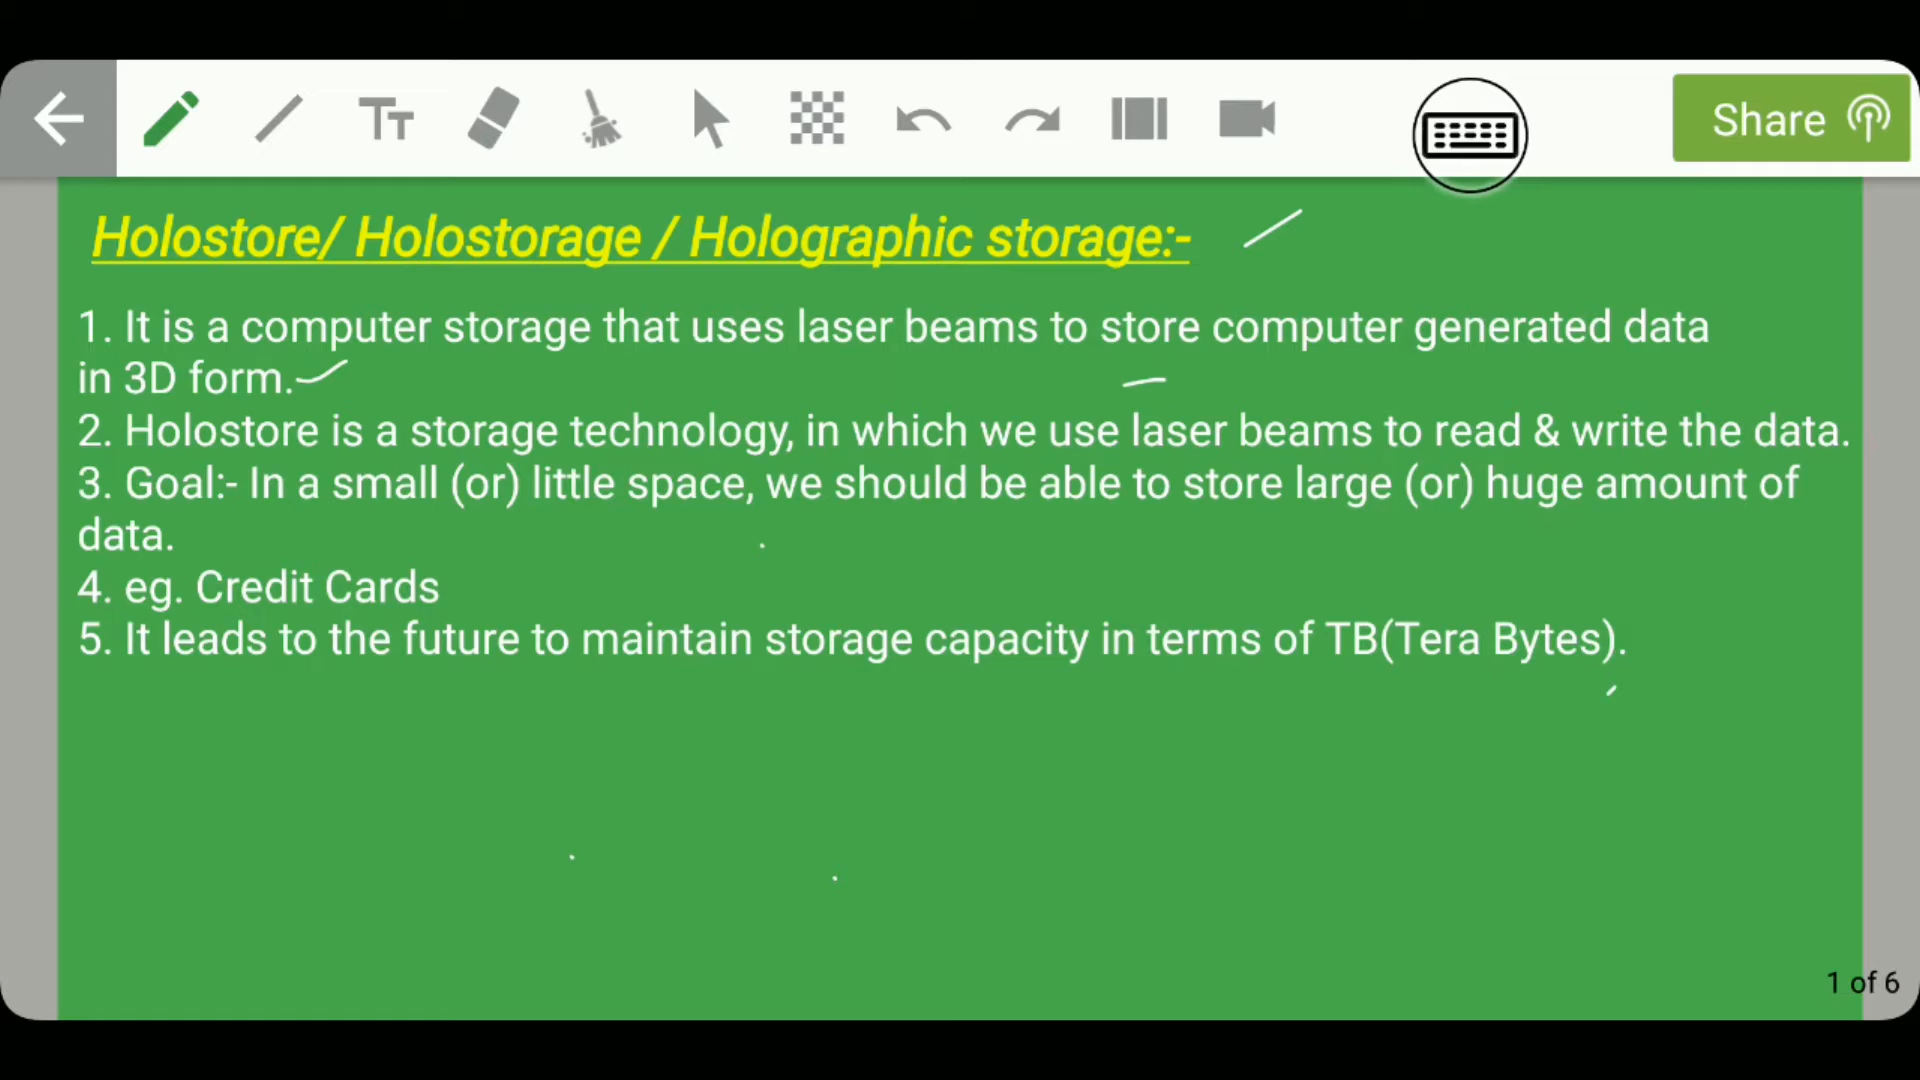 Tт
Share
Holostore/ Holostorage / Holographic storage:-
1. It is a computer storage that uses laser beams to store computer generated data
in 3D form.
2. Holostore is a storage technology, in which we use laser beams to read & write the data.
3. Goal:- In a small (or) little space, we should be able to store large (or) huge amount of
data.
4. eg. Credit Cards
5. It leads to the future to maintain storage capacity in terms of TB(Tera Bytes).
1 of 6